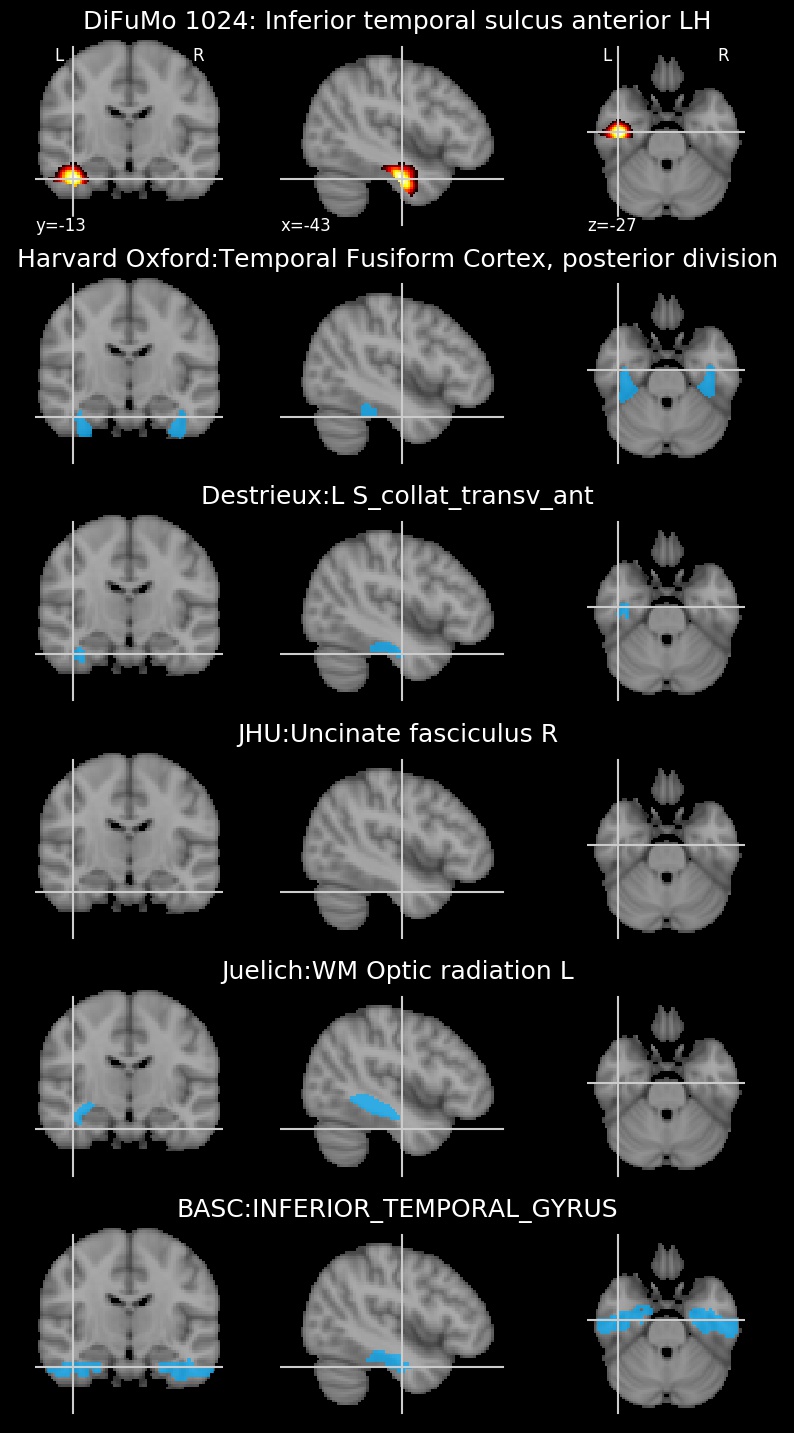 DiFuMo 1024: Inferior temporal sulcus anterior LH
L R L R
y=-13 x=-43 z=-27
Harvard Oxford:Temporal Fusiform Cortex, posterior division
Destrieux:L S_collat_transv_ant
JHU:Uncinate fasciculus R
Juelich:WM Optic radiation L
BASC:INFERIOR_TEMPORAL_GYRUS